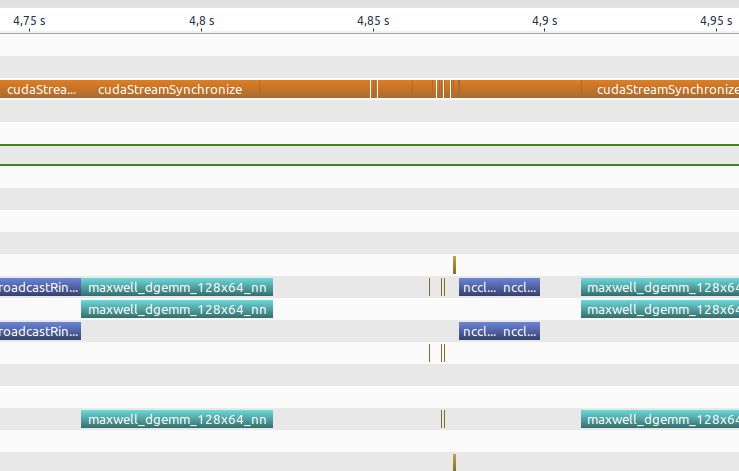 4,75 s 4,8 s 4,85 s 4,9 s 4,95 s
cudaStrea... cudaStreamSynchronize cudaStreamSynchronize
roadcastRin... maxwell_dgemm_128x64_nn nccl... nccl... maxwell_dgemm_128x64
maxwell_dgemm_128x64_nn maxwell_dgemm_128x64
roadcastRin... nccl... nccl...
maxwell_dgemm_128x64_nn maxwell_dgemm_128x64